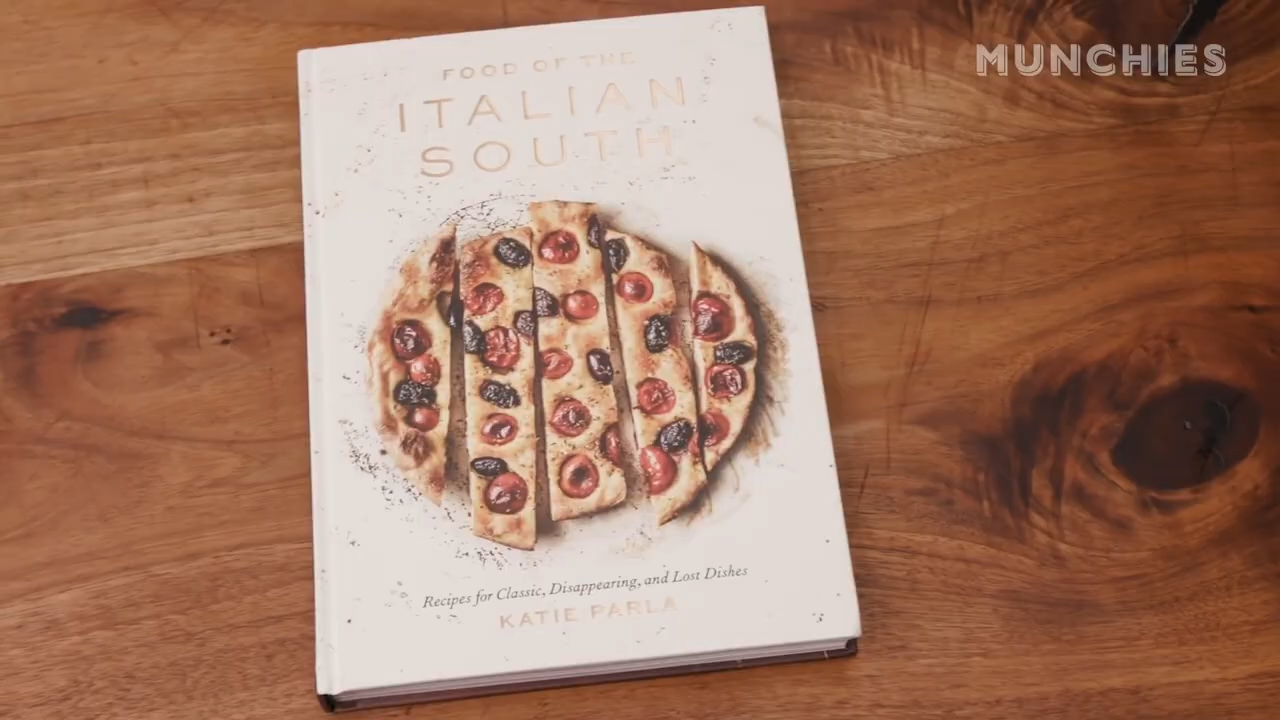 MUNCHIES
FOOD OF THE
ITALIAN
SOUTH
Recipes for Classic, Disappearing, and Lost Dishes
KATIE PARLA